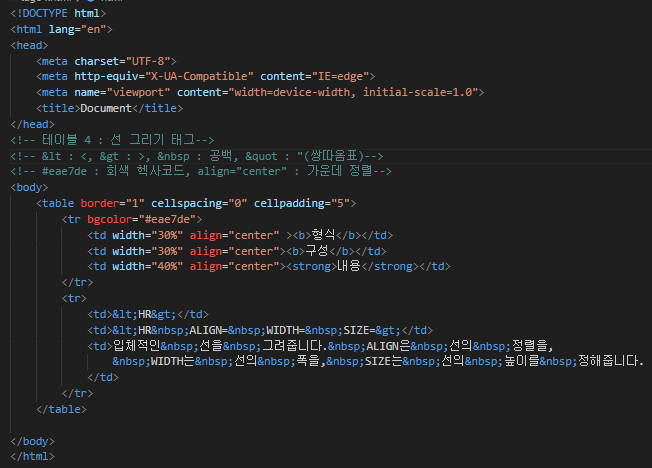 <!DOCTYPE html>
<html lang="en">
<head>
    <meta charset="UTF-8">
    <meta http-equiv="X-UA-Compatible" content="IE=edge">
    <meta name="viewport" content="width=device-width, initial-scale=1.0">
    <title>Document</title>
</head>
<!-- 테이블 4 : 선 그리기 태그-->
<!-- &lt : <, &gt : >, &nbsp : 공백, &quot : "(쌍따옴표)-->
<!-- #eae7de : 회색 헥사코드, align="center" : 가운데 정렬-->
<body>
    <table border="1" cellspacing="0" cellpadding="5">
        <tr bgcolor="#eae7de">
            <td width="30%" align="center" ><b>형식</b></td>
            <td width="30%" align="center"><b>구성</b></td>
            <td width="40%" align="center"><strong>내용</strong></td>
        </tr>
        <tr>
            <td>&lt;HR&gt;</td>
            <td>&lt;HR&nbsp;ALIGN=&nbsp;WIDTH=&nbsp;SIZE=&gt;</td>
            <td>입체적인&nbsp;선을&nbsp;그려줍니다.&nbsp;ALIGN은&nbsp;선의&nbsp;정렬을,
                &nbsp;WIDTH는&nbsp;선의&nbsp;폭을,&nbsp;SIZE는&nbsp;선의&nbsp;높이를&nbsp;정해줍니다.
            </td>
        </tr>
    </table>
</body>
</html>